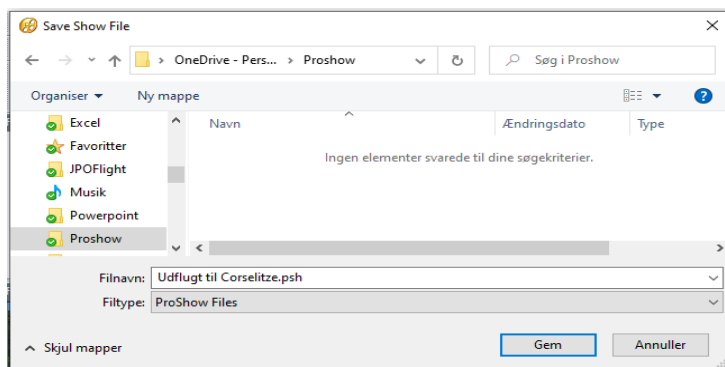 Save Show File
OneDrive - Pers... Proshow
Søg i Proshow
Organiser Ny mappe
Excel
Favoritter
JPOFlight
Musik
Powerpoint
Proshow
Navn Ændringsdato Type
Ingen elementer svarede til dine søgekriterier.
Filnavn: Udflugt til Corselitze.psh
Filtype: ProShow Files
Skjul mapper Gem Annuller